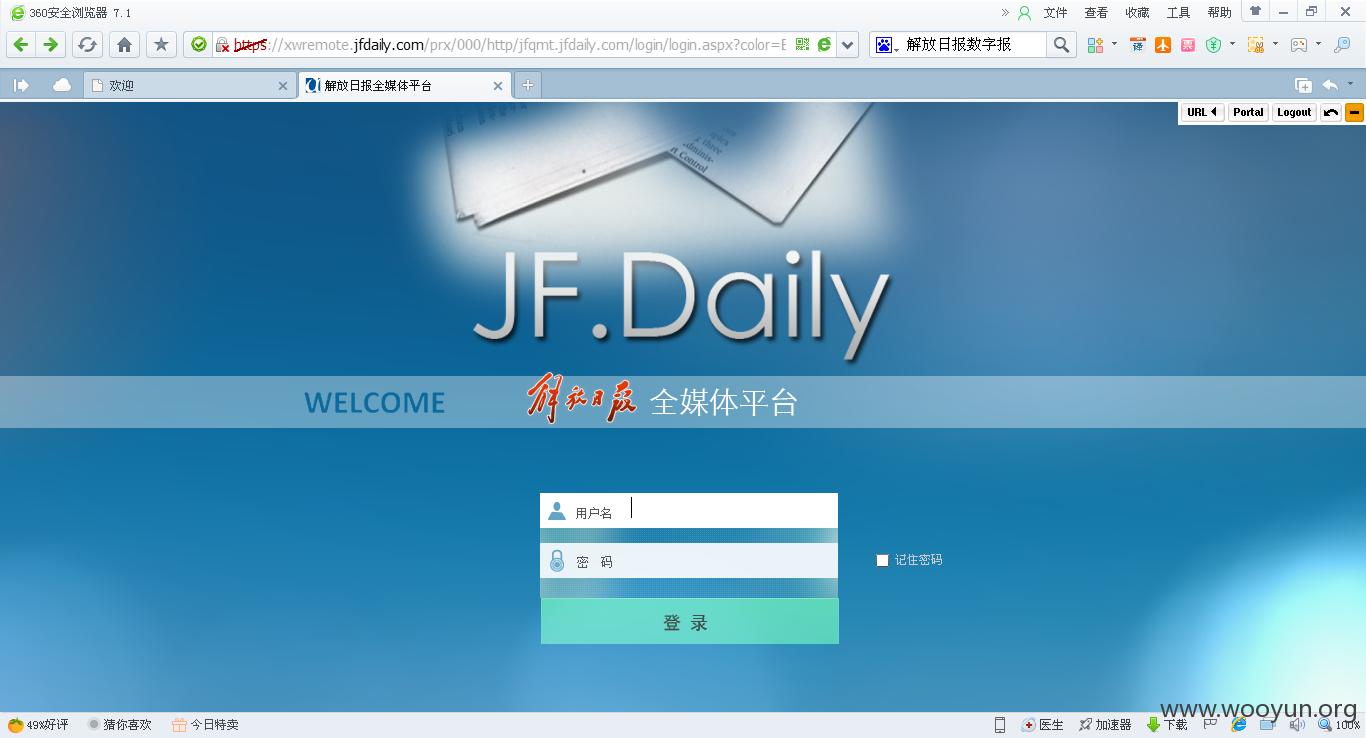 360安全浏览器 7.1
» 文件 查看 收藏 工具 帮助
https://xwremote.jfdaily.com/prx/000/http/jfqmt.jfdaily.com/login/login.aspx?color=E
解放日报数字报
译
欢迎
解放日报全媒体平台
URL Portal Logout
three
Adminis-
Control
JF.Daily
WELCOME 解放日报 全媒体平台
用户名
密 码
记住密码
登 录
www.wooyun.org
49%好评 猜你喜欢 今日特卖 医生 加速器 下载 100%